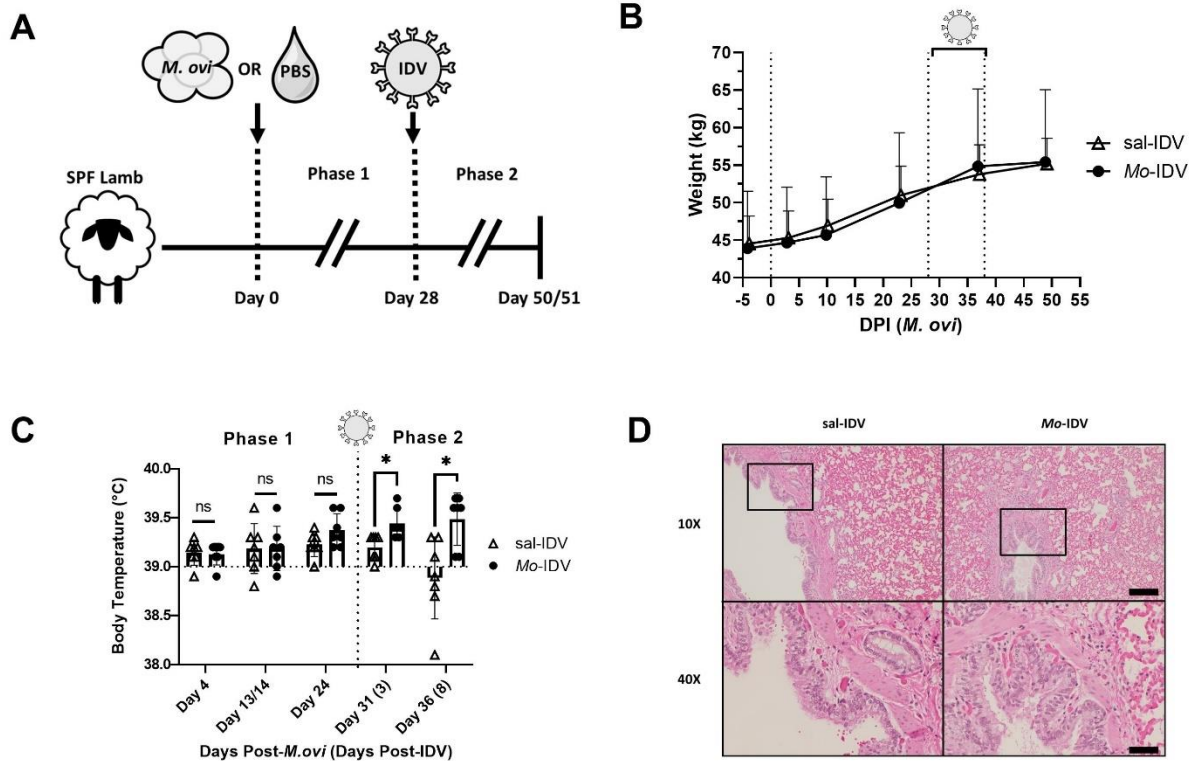 A
M. ovi OR PBS
IDV
SPF Lamb
Phase 1
Phase 2
Day 0
Day 28
Day 50/51
B
70
65
60
55
50
45
40
Weight (kg)
-5 0 5 10 15 20 25 30 35 40 45 50 55
DPI (M. ovi)
sal-IDV
Mo-IDV
C
Phase 1
Phase 2
40.0
39.5
39.0
38.5
38.0
Body Temperature (°C)
ns
ns
ns
*
*
sal-IDV
Mo-IDV
Day 4
Day 13/14
Day 24
Day 31 (3)
Day 36 (8)
Days Post-M.ovi (Days Post-IDV)
D
sal-IDV
Mo-IDV
10X
40X